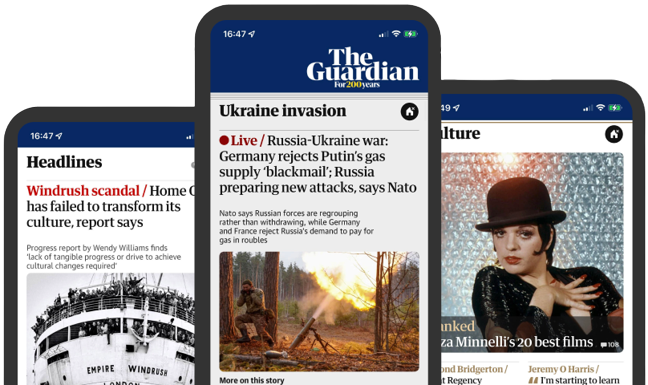 16:47
Headlines
Windrush scandal / Home
has failed to transform its
culture, report says
Progress report by Wendy Williams finds
'lack of tangible progress or drive to achieve
cultural changes required'
EMPIRE WINDRUSH
LONDON
16:47
The
Guardian
For 200 years
Ukraine invasion
Live / Russia-Ukraine war:
Germany rejects Putin's gas
supply 'blackmail'; Russia
preparing new attacks, says Nato
Nato says Russian forces are regrouping
rather than withdrawing, while Germany
and France reject Russia's demand to pay for
gas in roubles
More on this story
49
ulture
anked
za Minnelli's 20 best films
108
ond Bridgerton /
t Regency
Jeremy O Harris /
I'm starting to learn